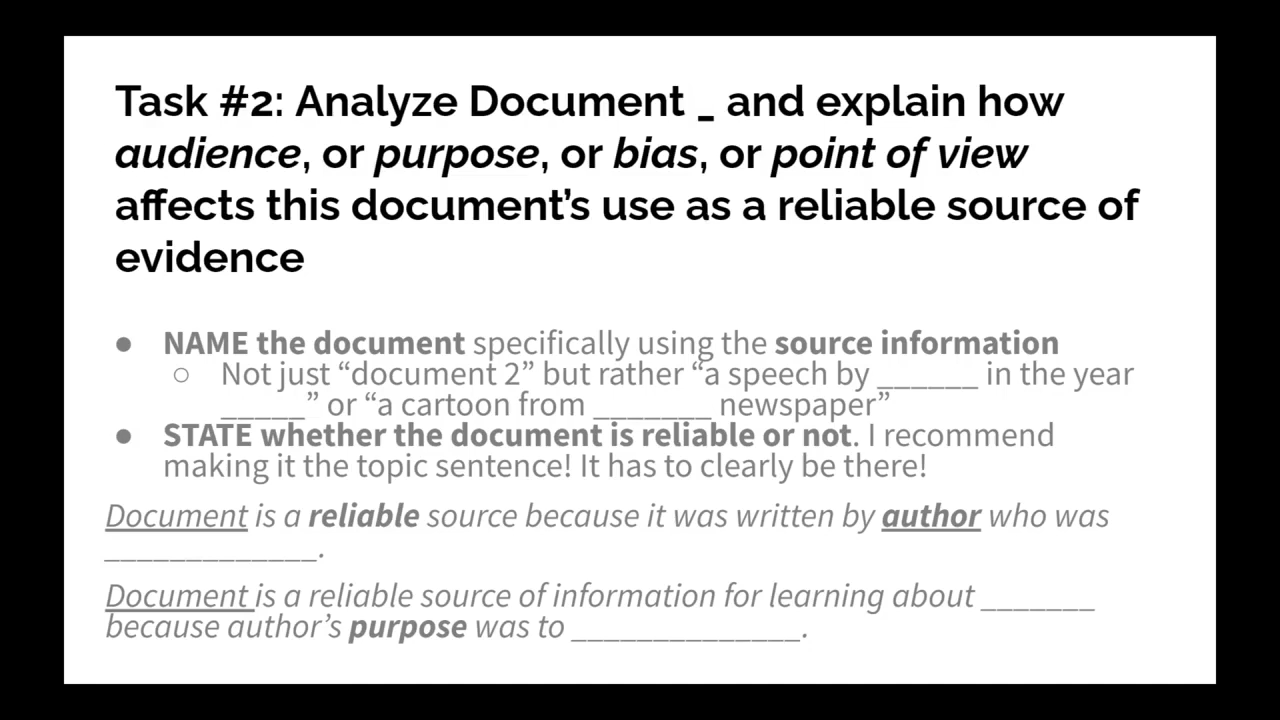 Task #2: Analyze Document _ and explain how
audience, or purpose, or bias, or point of view
affects this document’s use as a reliable source of
evidence
● NAME the document specifically using the source information
○ Not just “document 2” but rather “a speech by ______ in the year
_____” or “a cartoon from _______ newspaper”
● STATE whether the document is reliable or not. I recommend
making it the topic sentence! It has to clearly be there!
Document is a reliable source because it was written by author who was
_____________.
Document is a reliable source of information for learning about _______
because author’s purpose was to ______________.